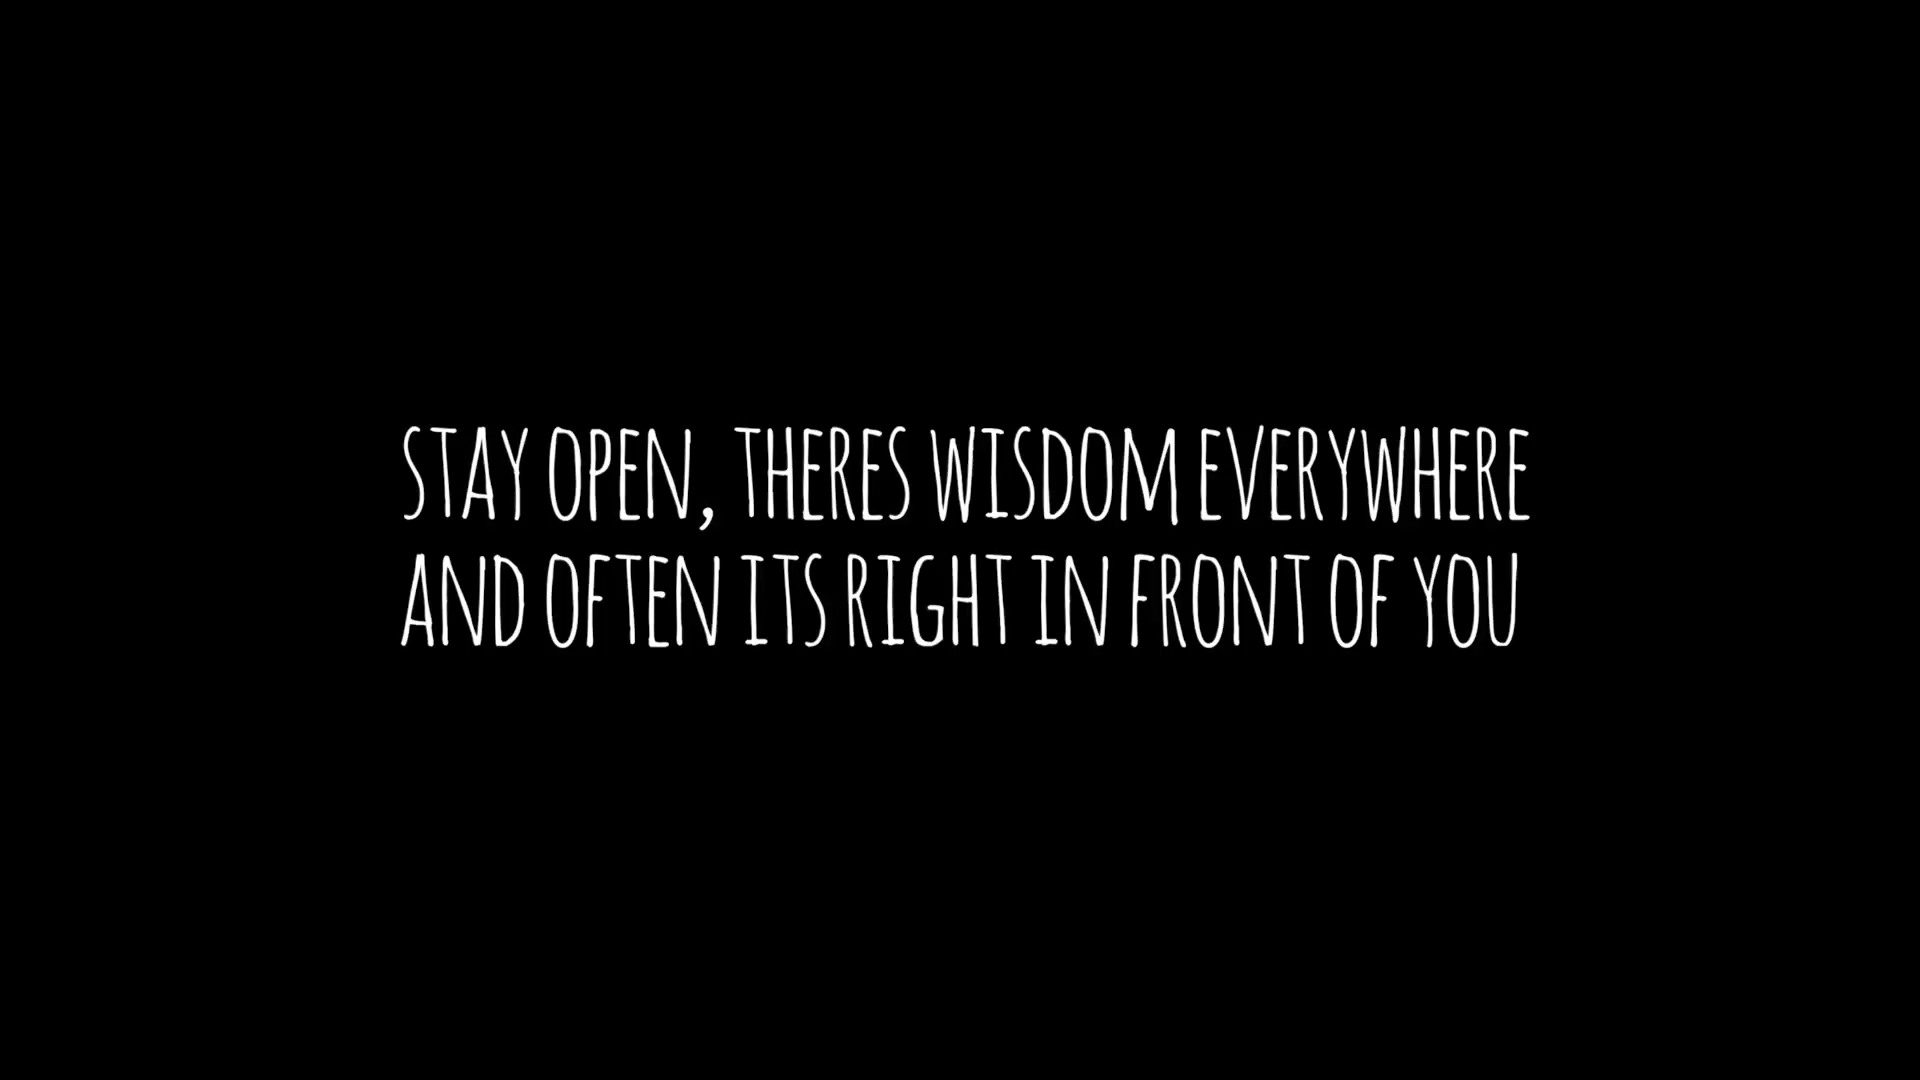 STAY OPEN, THERES WISDOM EVERYWHERE
AND OFTEN ITS RIGHT IN FRONT OF YOU